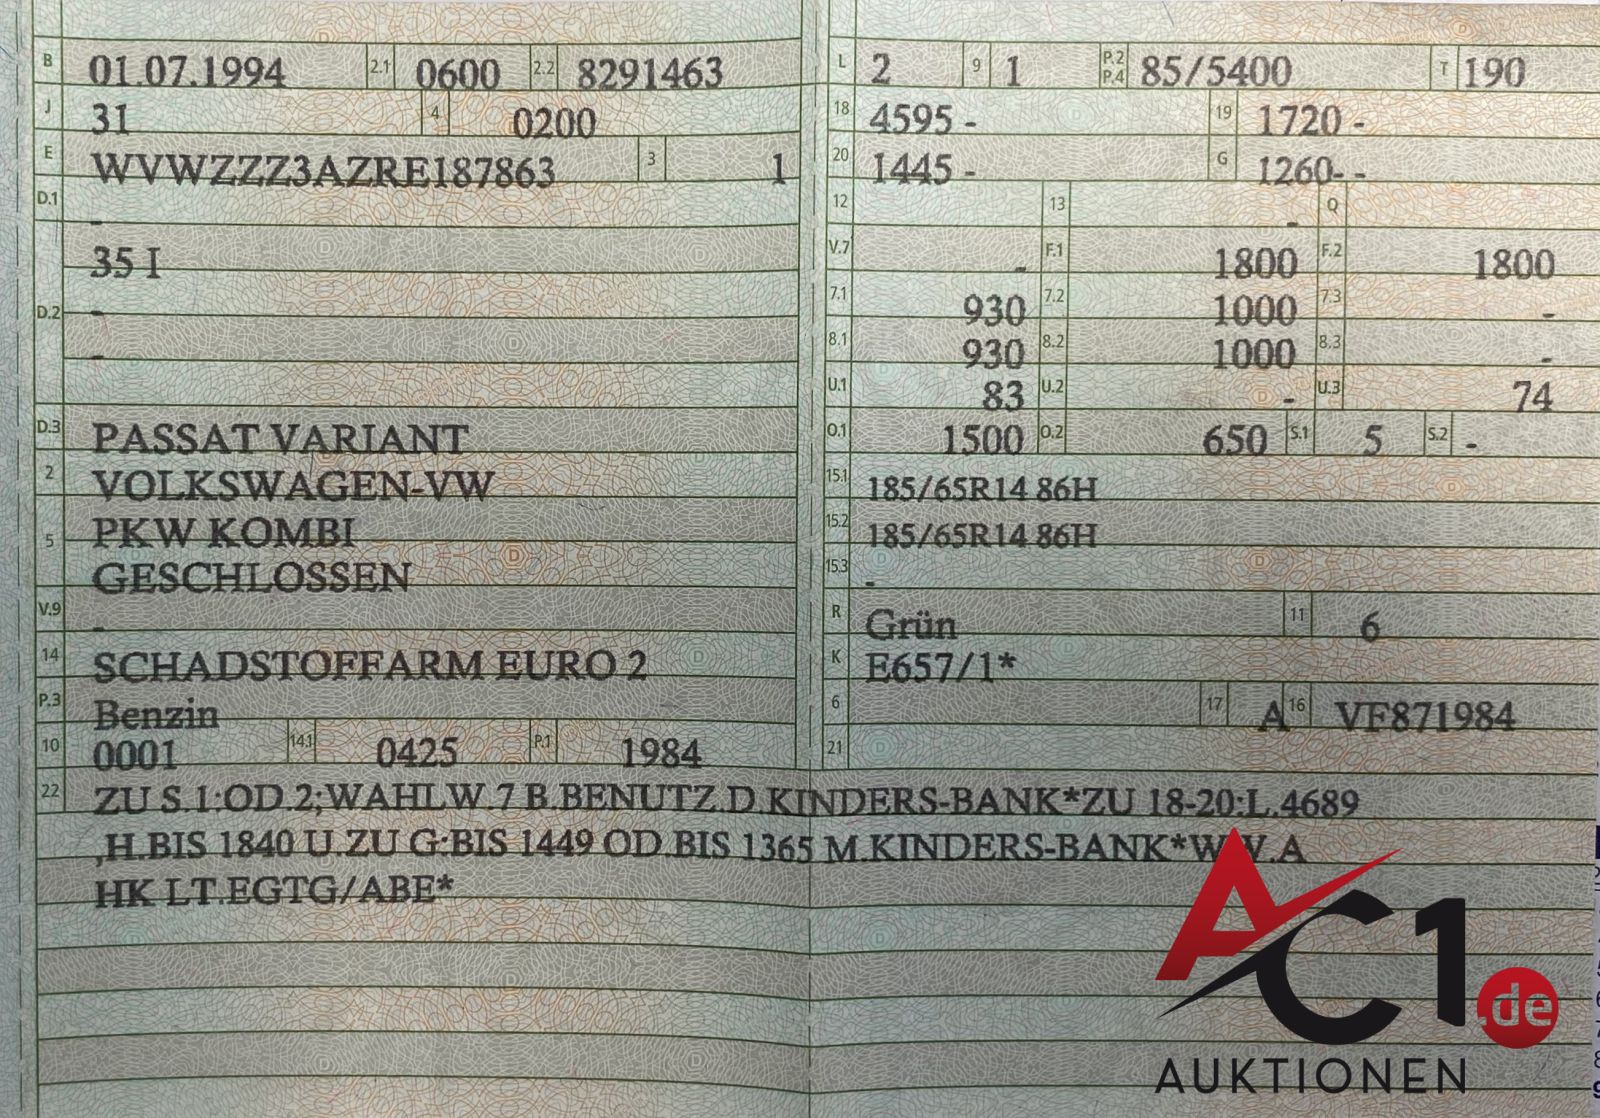 B 01.07.1994 2.1 0600 2.2 8291463
J 31 4 0200
E WVWZZZ3AZRE187863 3 1
D.1 -
35 I
D.2 -
-
D.3 PASSAT VARIANT
2 VOLKSWAGEN-VW
5 PKW KOMBI
GESCHLOSSEN
V.9 -
14 SCHADSTOFFARM EURO 2
P.3 Benzin
10 0001 14.1 0425 P.1 1984
L 2 9 1 P.2 P.4 85/5400 T 190
18 4595 - 19 1720 -
20 1445 - G 1260- -
12 13 - Q
V.7 - F.1 1800 F.2 1800
7.1 930 7.2 1000 7.3 -
8.1 930 8.2 1000 8.3 -
U.1 83 U.2 - U.3 74
O.1 1500 O.2 650 S.1 5 S.2 -
15.1 185/65R14 86H
15.2 185/65R14 86H
15.3 -
R Grün 11 6
K E657/1*
6 17 A 16 VF871984
21
22 ZU S.1:OD.2;WAHLW.7 B.BENUTZ.D.KINDERS-BANK*ZU 18-20:L.4689
,H.BIS 1840 U.ZU G:BIS 1449 OD.BIS 1365 M.KINDERS-BANK*W.W.A
HK LT.EGTG/ABE*
AC1.de
AUKTIONEN